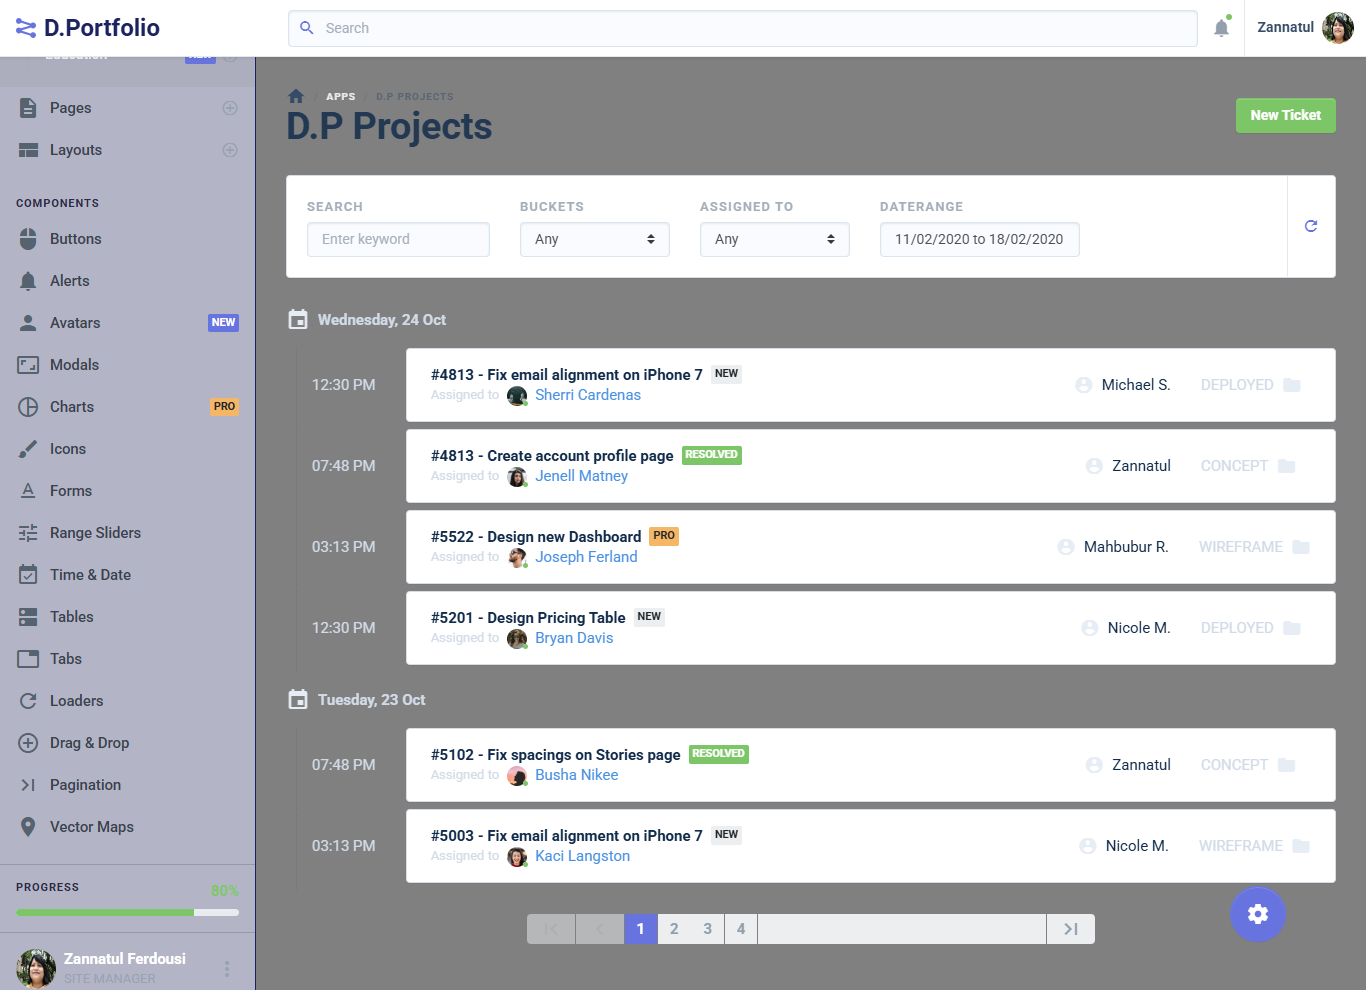 D.Portfolio
Search
Zannatul
Education NEW
Pages
Layouts
COMPONENTS
Buttons
Alerts
Avatars NEW
Modals
Charts PRO
Icons
Forms
Range Sliders
Time & Date
Tables
Tabs
Loaders
Drag & Drop
Pagination
Vector Maps
PROGRESS 80%
Zannatul Ferdousi
SITE MANAGER
/ APPS / D.P PROJECTS
D.P Projects
New Ticket
SEARCH BUCKETS ASSIGNED TO DATERANGE
Enter keyword Any Any 11/02/2020 to 18/02/2020
Wednesday, 24 Oct
12:30 PM
#4813 - Fix email alignment on iPhone 7 NEW
Assigned to Sherri Cardenas
Michael S. DEPLOYED
07:48 PM
#4813 - Create account profile page RESOLVED
Assigned to Jenell Matney
Zannatul CONCEPT
03:13 PM
#5522 - Design new Dashboard PRO
Assigned to Joseph Ferland
Mahbubur R. WIREFRAME
12:30 PM
#5201 - Design Pricing Table NEW
Assigned to Bryan Davis
Nicole M. DEPLOYED
Tuesday, 23 Oct
07:48 PM
#5102 - Fix spacings on Stories page RESOLVED
Assigned to Busha Nikee
Zannatul CONCEPT
03:13 PM
#5003 - Fix email alignment on iPhone 7 NEW
Assigned to Kaci Langston
Nicole M. WIREFRAME
1 2 3 4